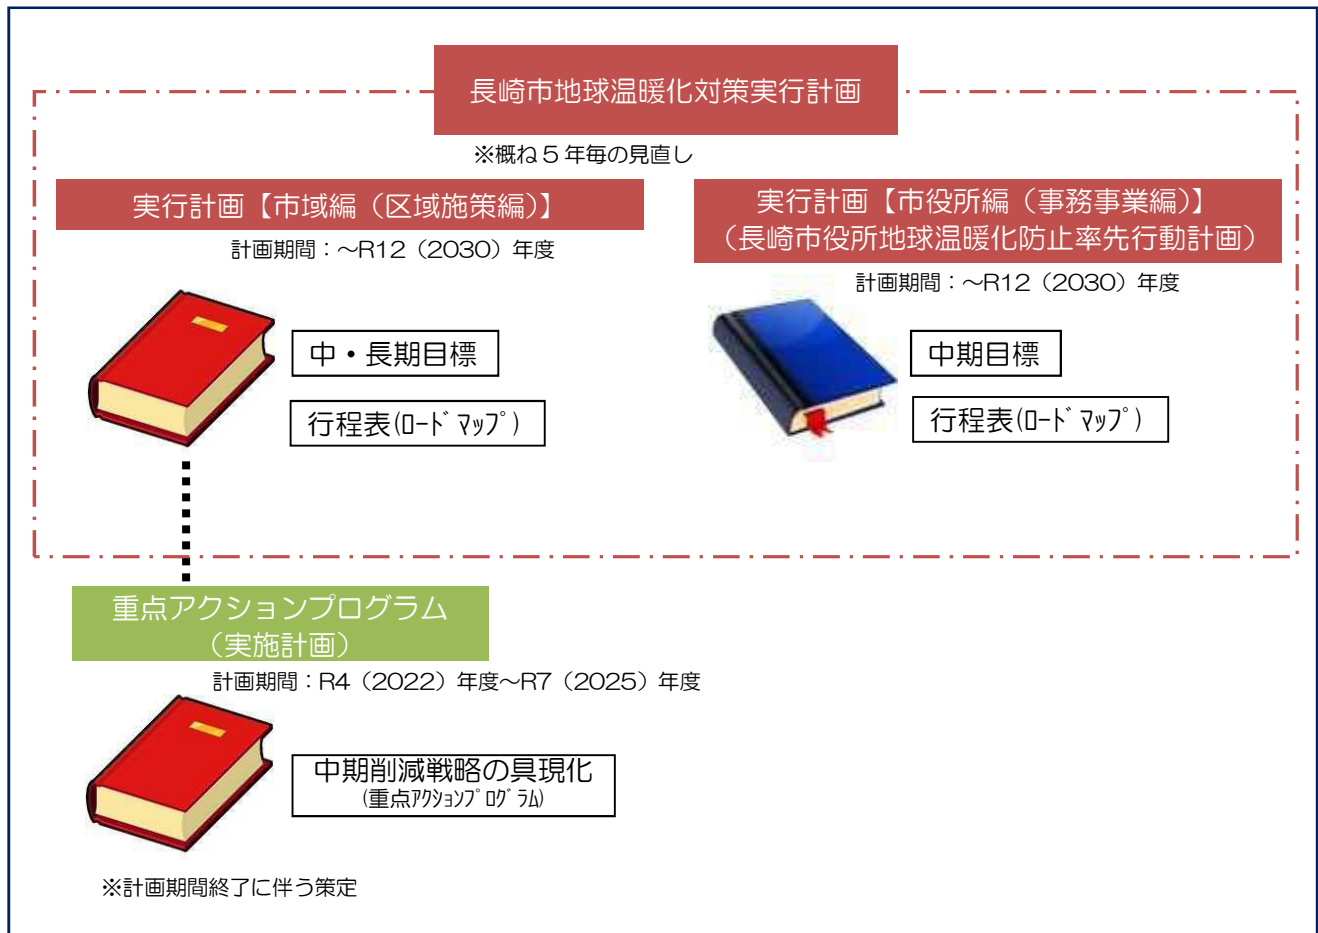 長崎市地球温暖化対策実行計画
※概ね５年毎の見直し
実行計画【市域編（区域施策編）】
計画期間：～R12（2030）年度
中・長期目標
行程表(ﾛｰﾄﾞﾏｯﾌﾟ)
実行計画【市役所編（事務事業編）】
（長崎市役所地球温暖化防止率先行動計画）
計画期間：～R12（2030）年度
中期目標
行程表(ﾛｰﾄﾞﾏｯﾌﾟ)
重点アクションプログラム
（実施計画）
計画期間：R4（2022）年度～R7（2025）年度
中期削減戦略の具現化
(重点ｱｸｼｮﾝﾌﾟﾛｸﾞﾗﾑ)
※計画期間終了に伴う策定